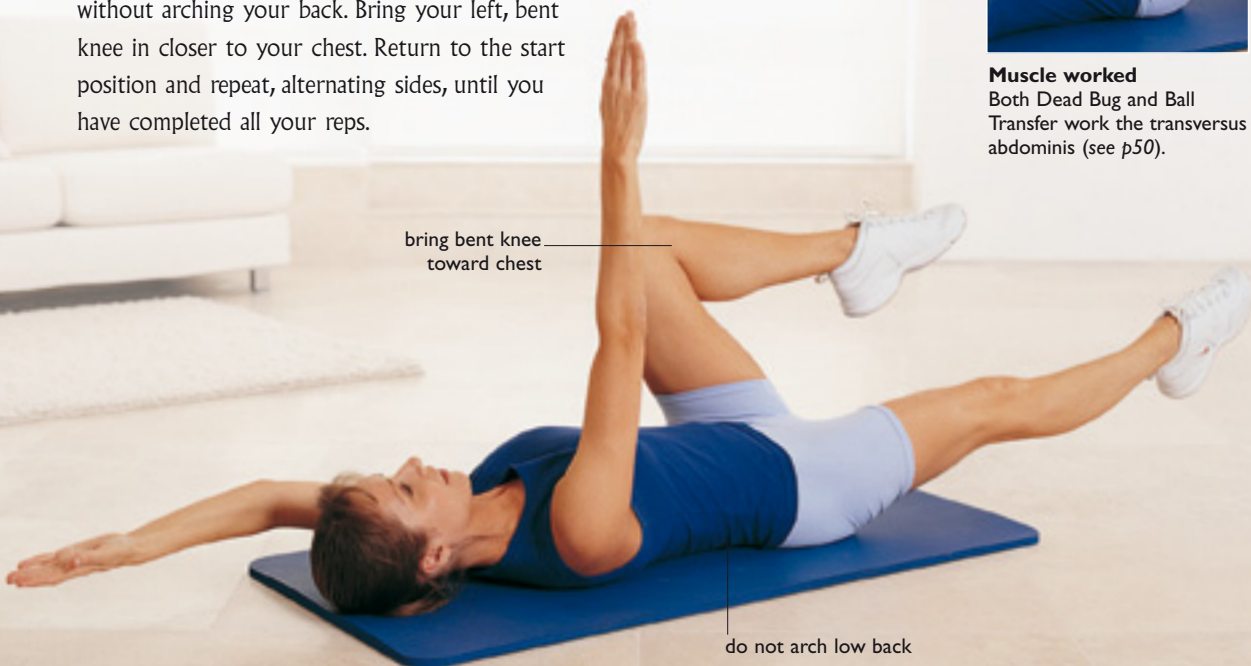 without arching your back. Bring your left, bent
knee in closer to your chest. Return to the start
position and repeat, alternating sides, until you
have completed all your reps.
Muscle worked
Both Dead Bug and Ball
Transfer work the transversus
abdominis (see p50).
bring bent knee
toward chest
do not arch low back